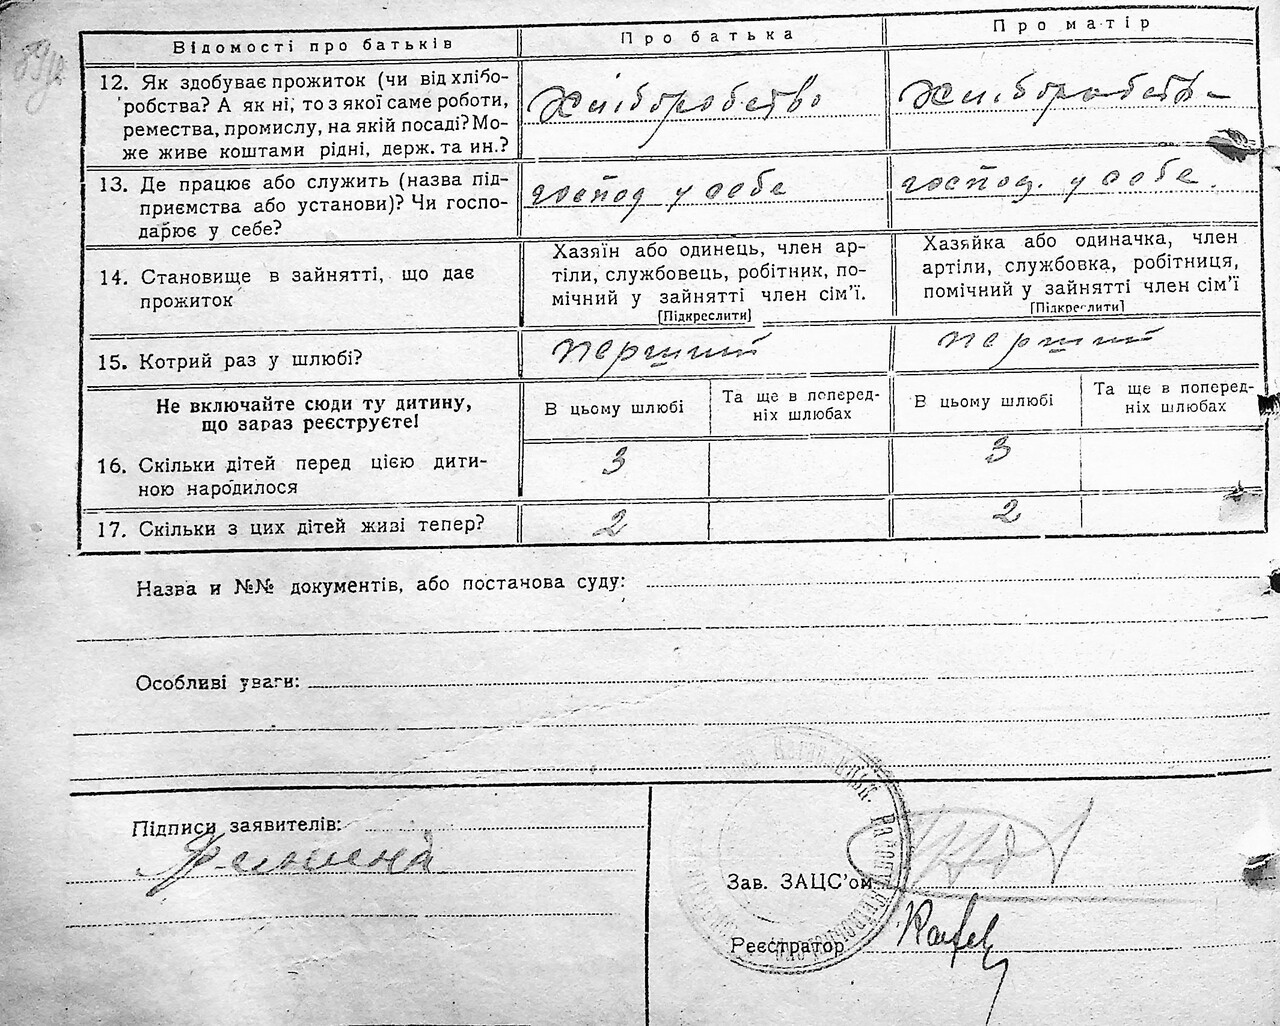 Відомості про батьків
Про батька
Про матір
12. Як здобуває прожиток (чи від хлібо-
робства? А як ні, то з якої саме роботи,
ремества, промислу, на якій посаді? Мо-
же живе коштами рідні, держ. та ин.?
Хліборобство
Хліборобство
13. Де працює або служить (назва під-
приємства або установи)? Чи госпо-
дарює у себе?
господ у себе
господ. у себе.
14. Становище в зайнятті, що дає
прожиток
Хазяїн або одинець, член ар-
тіли, службовець, робітник, по-
мічний у зайнятті член сім'ї.
[Підкреслити]
Хазяйка або одиначка, член
артіли, службовка, робітниця,
помічний у зайнятті член сім'ї
[Підкреслити]
15. Котрий раз у шлюбі?
перший
перший
Не включайте сюди ту дитину,
що зараз реєструєте!
В цьому шлюбі
Та ще в поперед-
ніх шлюбах
В цьому шлюбі
Та ще в поперед-
ніх шлюбах
16. Скільки дітей перед цією дити-
ною народилося
3
3
17. Скільки з цих дітей живі тепер?
2
2
Назва и №№ документів, або постанова суду:
Особливі уваги:
Підписи заявителів:
Зав. ЗАЦС'ом
Реєстратор